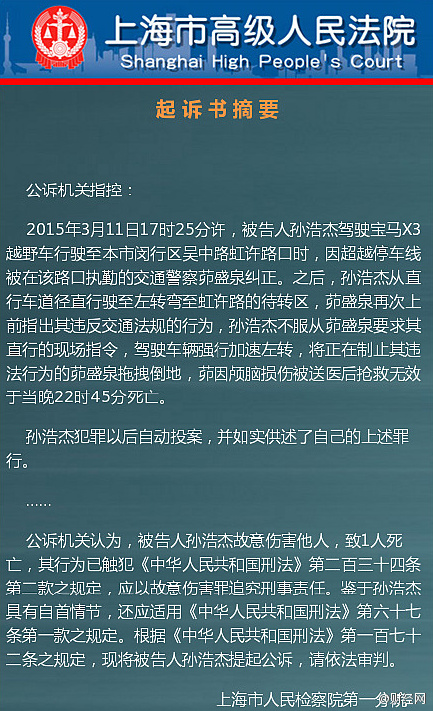 上海市高级人民法院
Shanghai High People's Court
起诉书摘要
公诉机关指控：
2015年3月11日17时25分许，被告人孙浩杰驾驶宝马X3
越野车行驶至本市闵行区吴中路虹许路口时，因超越停车线
被在该路口执勤的交通警察茆盛泉纠正。之后，孙浩杰从直
行车道径直行驶至左转弯至虹许路的待转区，茆盛泉再次上
前指出其违反交通法规的行为，孙浩杰不服从茆盛泉要求其
直行的现场指令，驾驶车辆强行加速左转，将正在制止其违
法行为的茆盛泉拖拽倒地，茆因颅脑损伤被送医后抢救无效
于当晚22时45分死亡。
孙浩杰犯罪以后自动投案，并如实供述了自己的上述罪
行。
……
公诉机关认为，被告人孙浩杰故意伤害他人，致1人死
亡，其行为已触犯《中华人民共和国刑法》第二百三十四条
第二款之规定，应以故意伤害罪追究刑事责任。鉴于孙浩杰
具有自首情节，还应适用《中华人民共和国刑法》第六十七
条第一款之规定。根据《中华人民共和国刑法》第一百七十
二条之规定，现将被告人孙浩杰提起公诉，请依法审判。
上海市人民检察院第一分院
@财经网